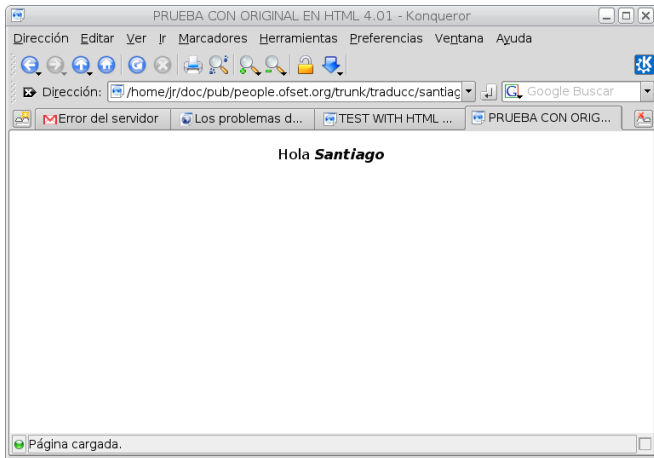 PRUEBA CON ORIGINAL EN HTML 4.01 - Konqueror
Dirección Editar Ver Ir Marcadores Herramientas Preferencias Ventana Ayuda
Dirección: /home/jr/doc/pub/people.ofset.org/trunk/traducc/santiag G Google Buscar
Error del servidor Los problemas d... TEST WITH HTML ... PRUEBA CON ORIG...
Hola Santiago
Página cargada.